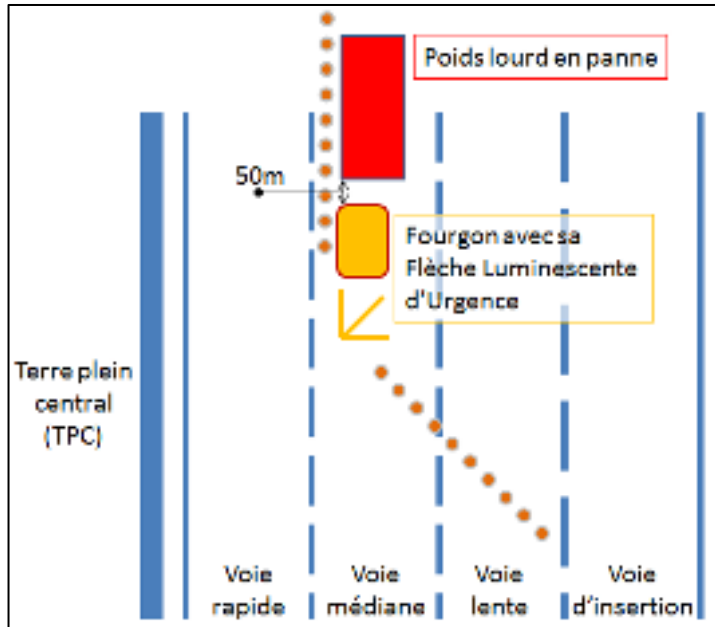 Poids lourd en panne
50m
Fourgon avec sa
Flèche Luminescente
d'Urgence
Terre plein
central
(TPC)
Voie
rapide
Voie
médiane
Voie
lente
Voie
d'insertion